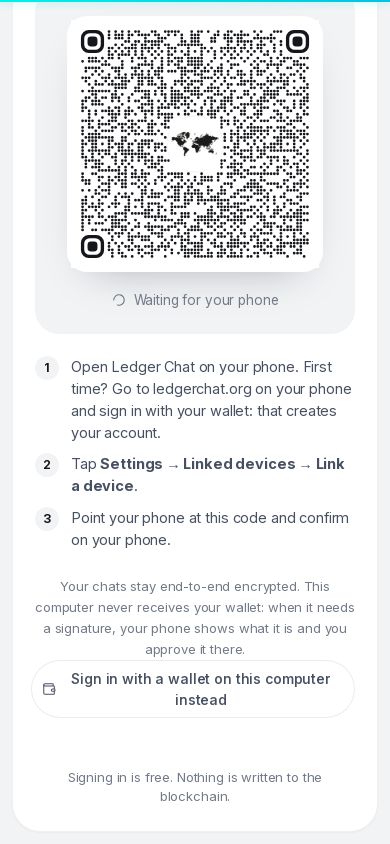 Waiting for your phone
1 Open Ledger Chat on your phone. First
time? Go to ledgerchat.org on your phone
and sign in with your wallet: that creates
your account.
2 Tap Settings → Linked devices → Link
a device.
3 Point your phone at this code and confirm
on your phone.
Your chats stay end-to-end encrypted. This
computer never receives your wallet: when it needs
a signature, your phone shows what it is and you
approve it there.
Sign in with a wallet on this computer
instead
Signing in is free. Nothing is written to the
blockchain.